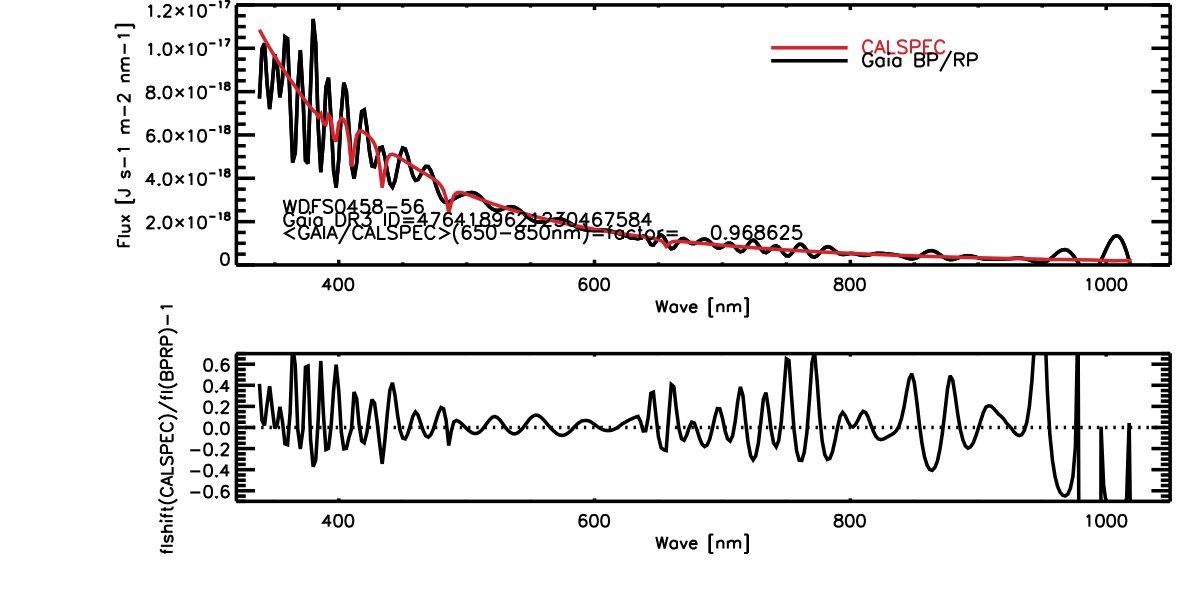 1.2×10⁻¹⁷
1.0×10⁻¹⁷
8.0×10⁻¹⁸
6.0×10⁻¹⁸
4.0×10⁻¹⁸
2.0×10⁻¹⁸
0
Flux [J s−1 m−2 nm−1]
CALSPEC
Gaia BP/RP
WDFS0458−56
Gaia DR3 ID=4764189621230467584
<GAIA/CALSPEC>(650−850nm)=factor= 0.968625
400 600 800 1000
Wave [nm]
flshift(CALSPEC)/fl(BPRP)−1
0.6
0.4
0.2
0.0
−0.2
−0.4
−0.6
400 600 800 1000
Wave [nm]